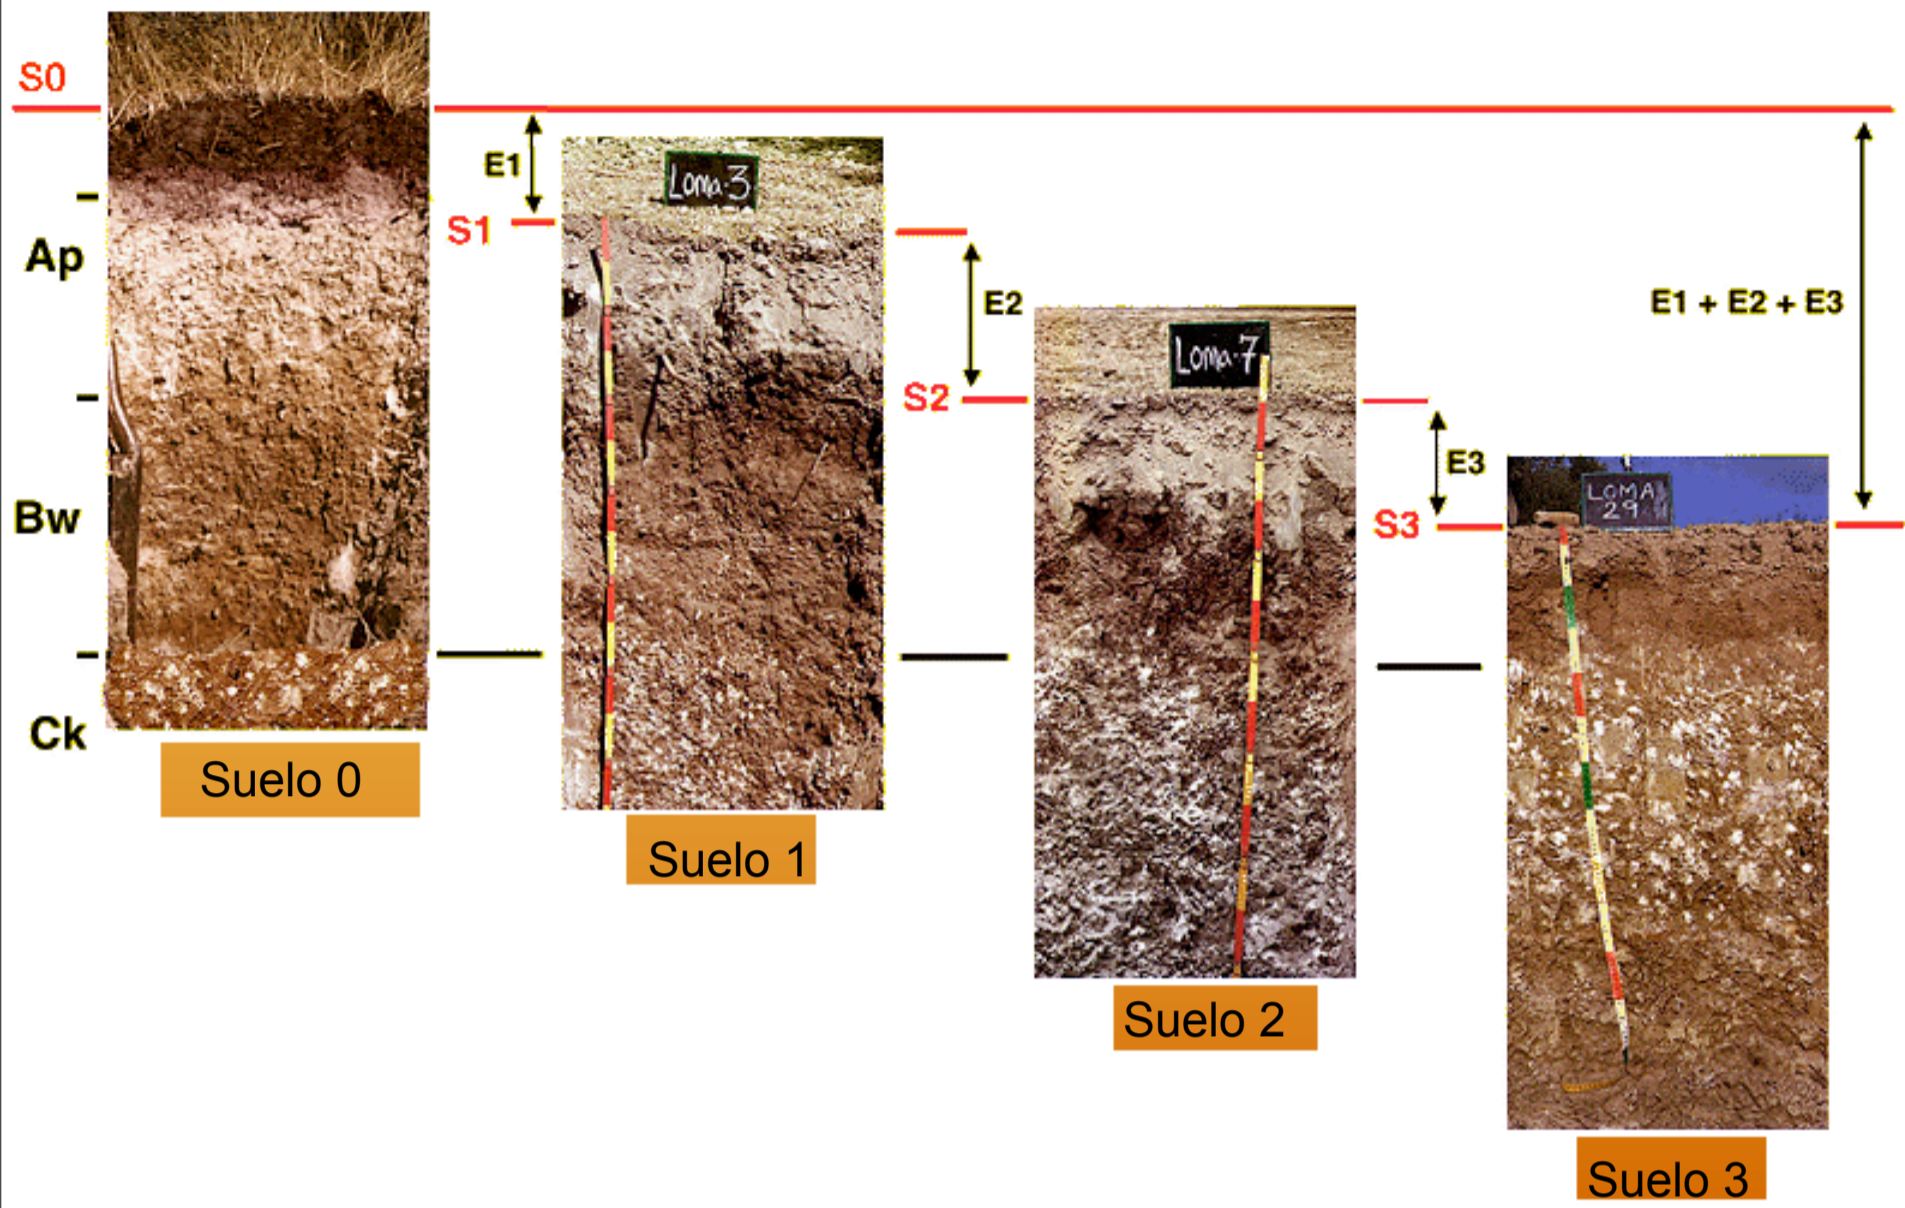 S0
E1
Loma-3
S1
Ap
E2
E1 + E2 + E3
Loma-7
S2
E3
Bw
LOMA
29
S3
Ck
Suelo 0
Suelo 1
Suelo 2
Suelo 3